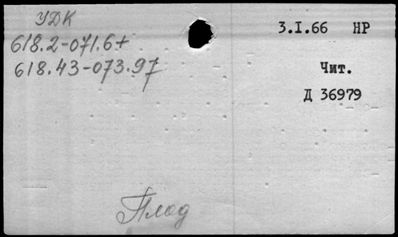 УДК
618.2-071.6+
618.43-073.97
3.I.66 НР
Чит.
Д 36979
Плод